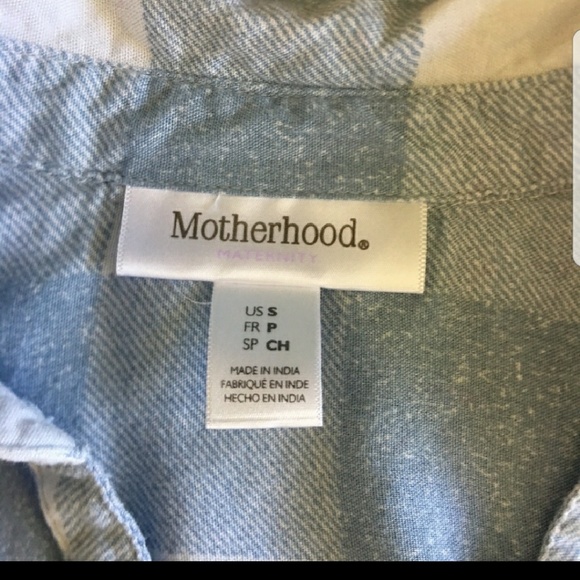 Motherhood®
MATERNITY
US S
FR P
SP CH
MADE IN INDIA
FABRIQUÉ EN INDE
HECHO EN INDIA